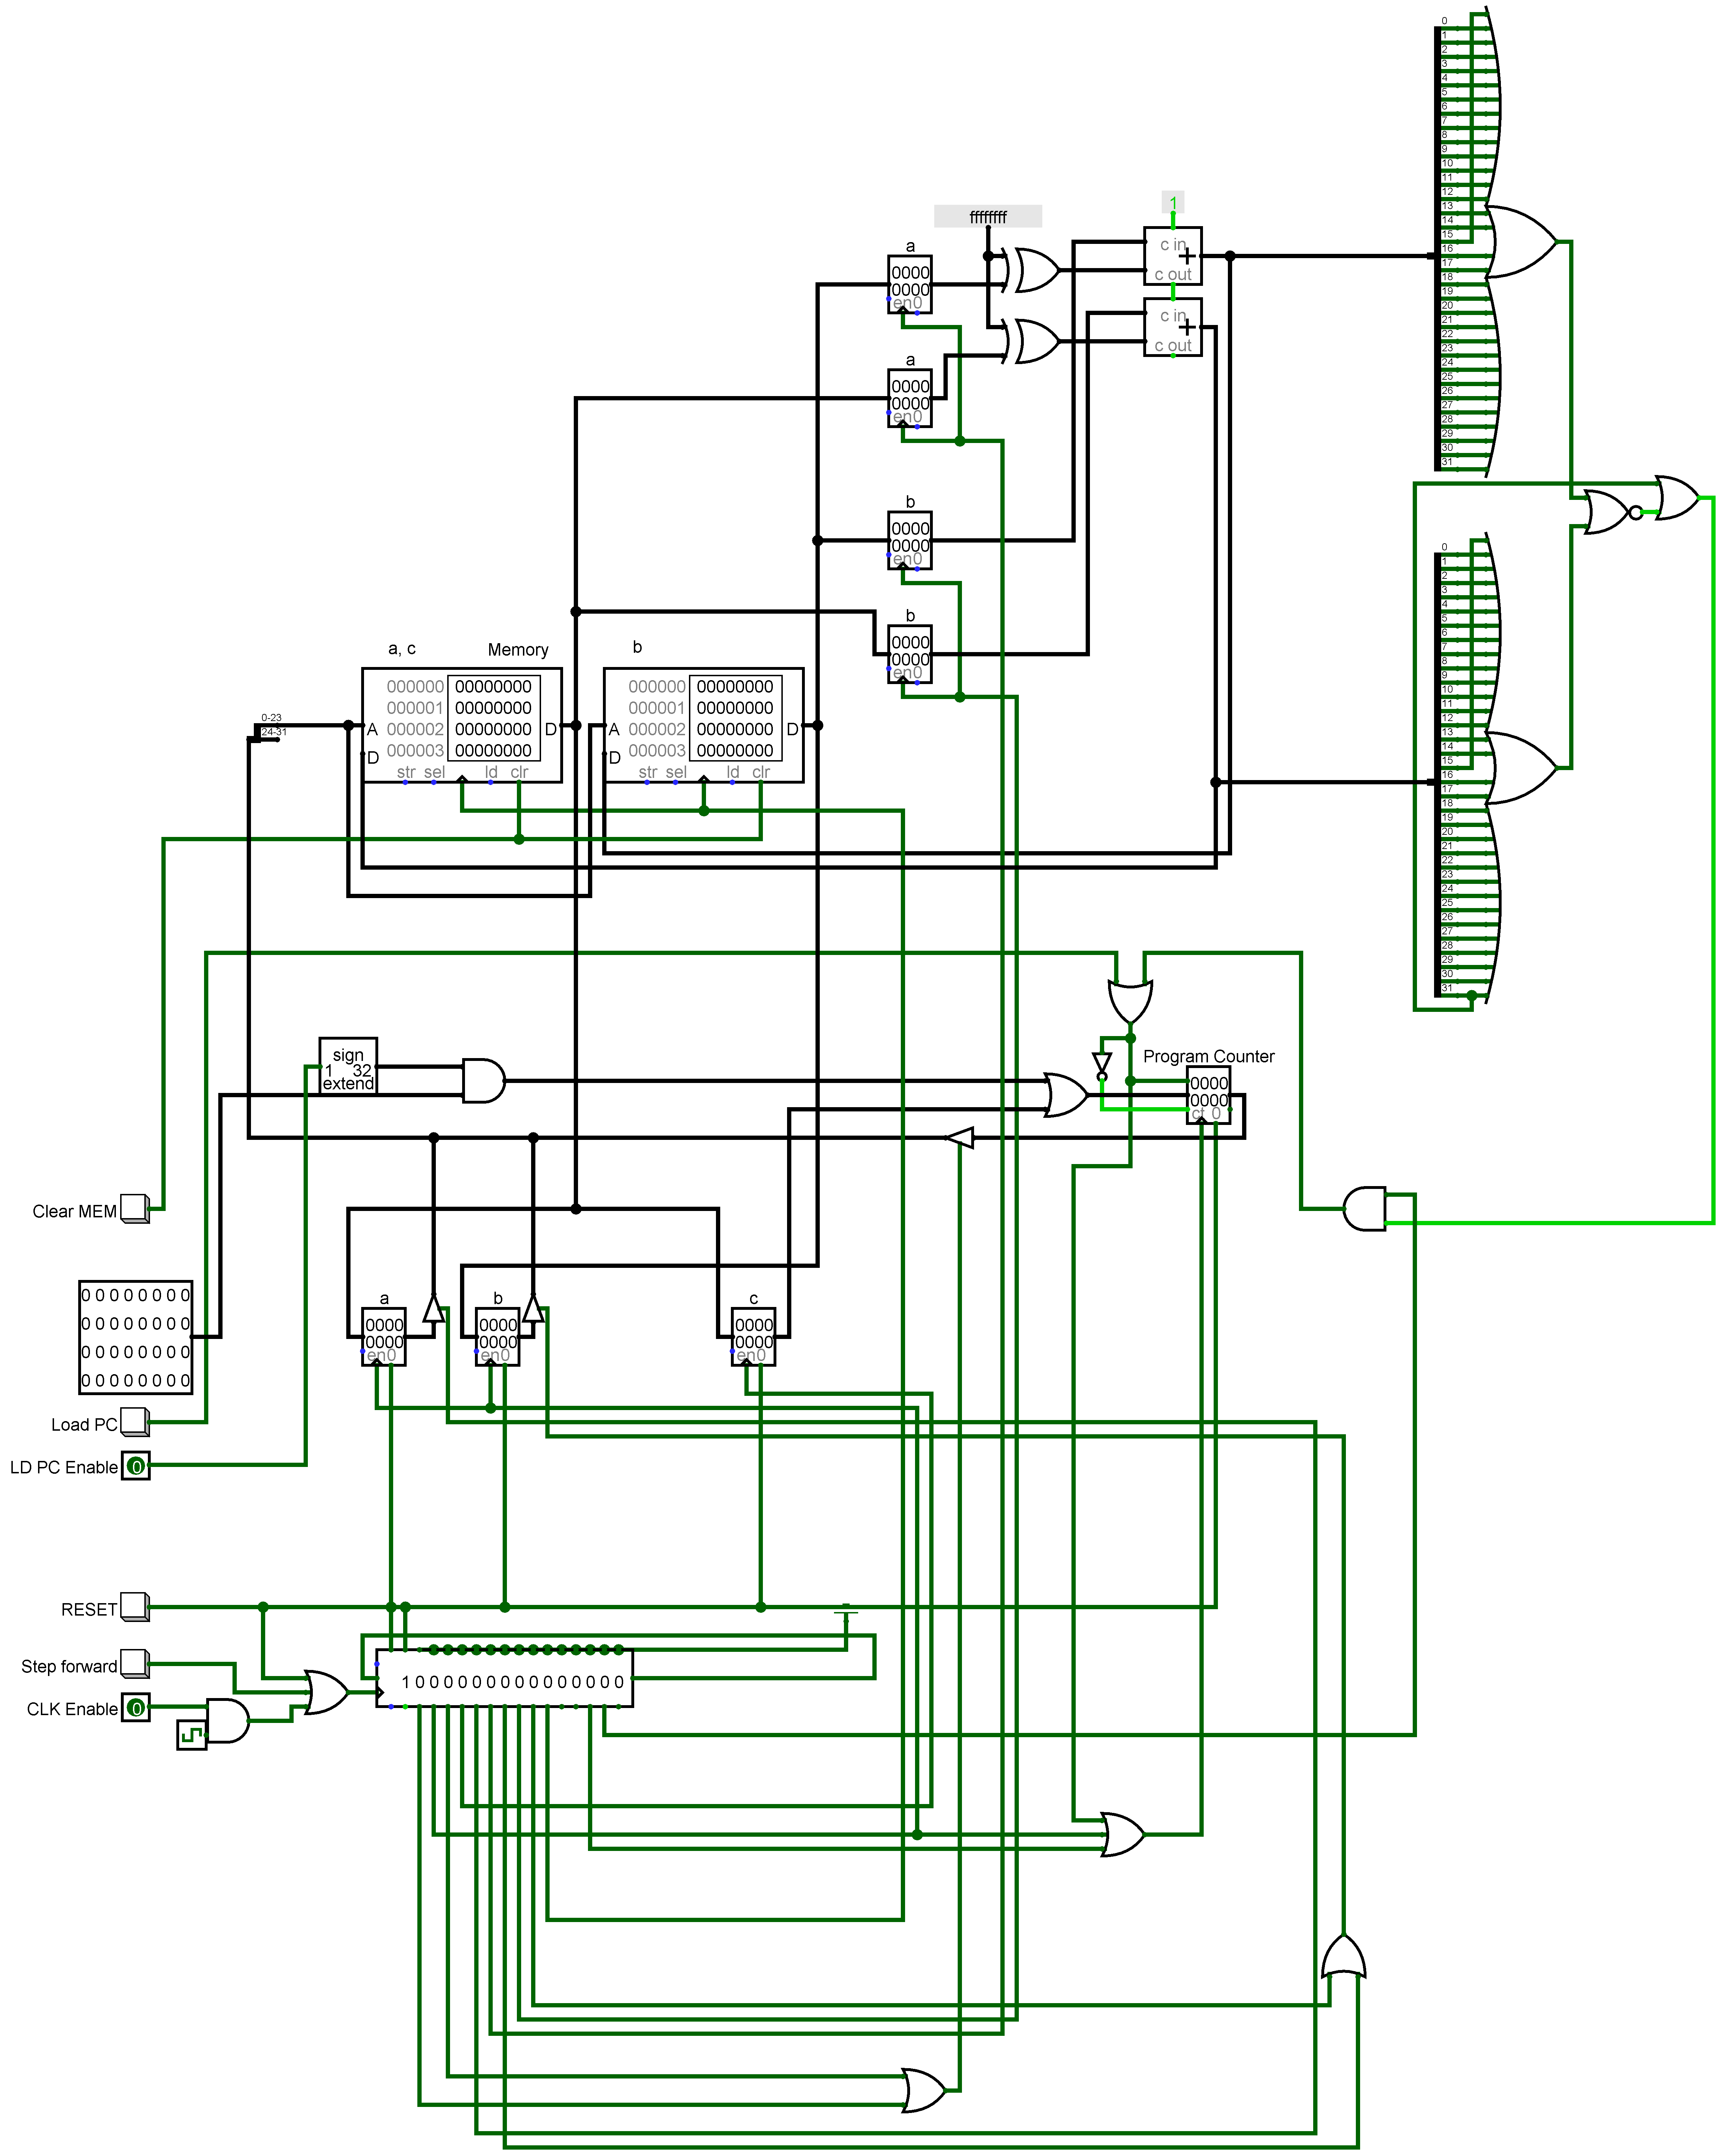 0
1
2
3
4
5
6
7
8
9
10
11
12
13
14
15
16
17
18
19
20
21
22
23
24
25
26
27
28
29
30
31
1
ffffffff
c in
+
c out
c in
+
c out
a
0000
0000
en0
a
0000
0000
en0
b
0000
0000
en0
b
0000
0000
en0
0
1
2
3
4
5
6
7
8
9
10
11
12
13
14
15
16
17
18
19
20
21
22
23
24
25
26
27
28
29
30
31
a, c Memory
000000 00000000
000001 00000000
A 000002 00000000 D
D 000003 00000000
str sel ld clr
b
000000 00000000
000001 00000000
A 000002 00000000 D
D 000003 00000000
str sel ld clr
0-23
24-31
sign
1 32
extend
Program Counter
0000
0000
ct 0
Clear MEM
0 0 0 0 0 0 0 0
0 0 0 0 0 0 0 0
0 0 0 0 0 0 0 0
0 0 0 0 0 0 0 0
a
0000
0000
en0
b
0000
0000
en0
c
0000
0000
en0
Load PC
LD PC Enable 0
RESET
Step forward
CLK Enable 0
1 0 0 0 0 0 0 0 0 0 0 0 0 0 0 0